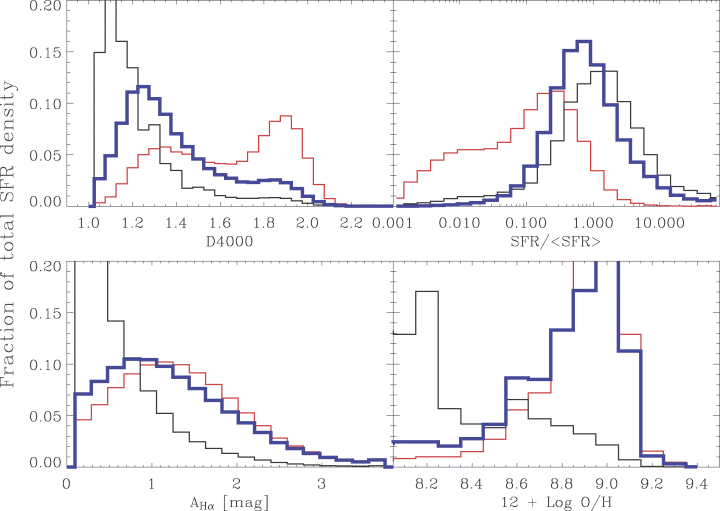 Fraction of total SFR density
0.20
0.15
0.10
0.05
0.00
1.0 1.2 1.4 1.6 1.8 2.0 2.2
D4000
0.001 0.010 0.100 1.000 10.000
SFR/<SFR>
0.20
0.15
0.10
0.05
0.00
0 1 2 3
AHα [mag]
8.2 8.4 8.6 8.8 9.0 9.2 9.4
12 + Log O/H